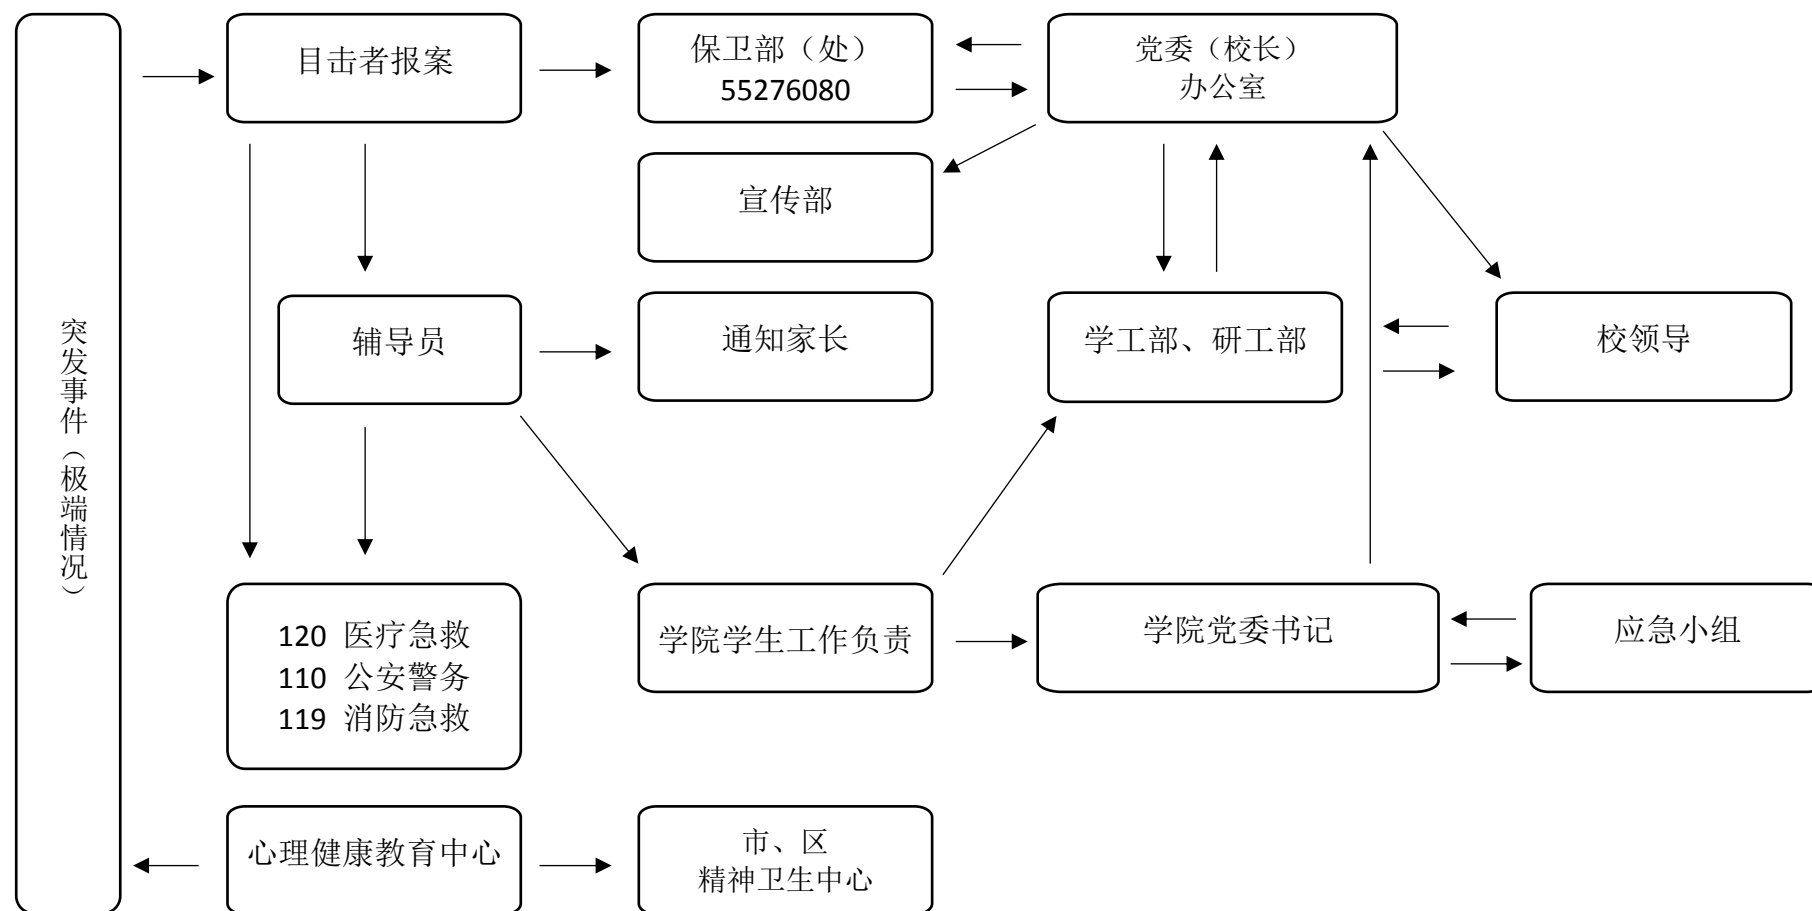 突发事件（极端情况）
目击者报案
保卫部（处）
55276080
党委（校长）
办公室
宣传部
辅导员
通知家长
学工部、研工部
校领导
120 医疗急救
110 公安警务
119 消防急救
学院学生工作负责
学院党委书记
应急小组
心理健康教育中心
市、区
精神卫生中心